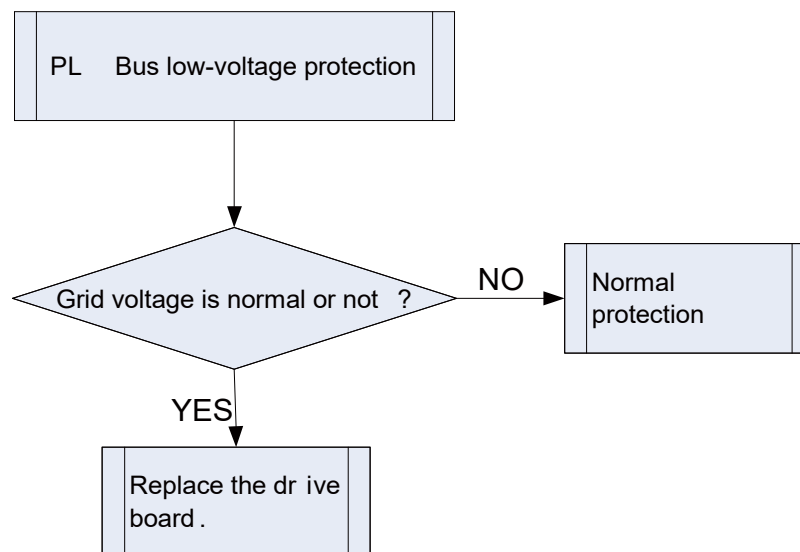 PL Bus low-voltage protection
Grid voltage is normal or not ?
NO
Normal
protection
YES
Replace the dr ive
board .